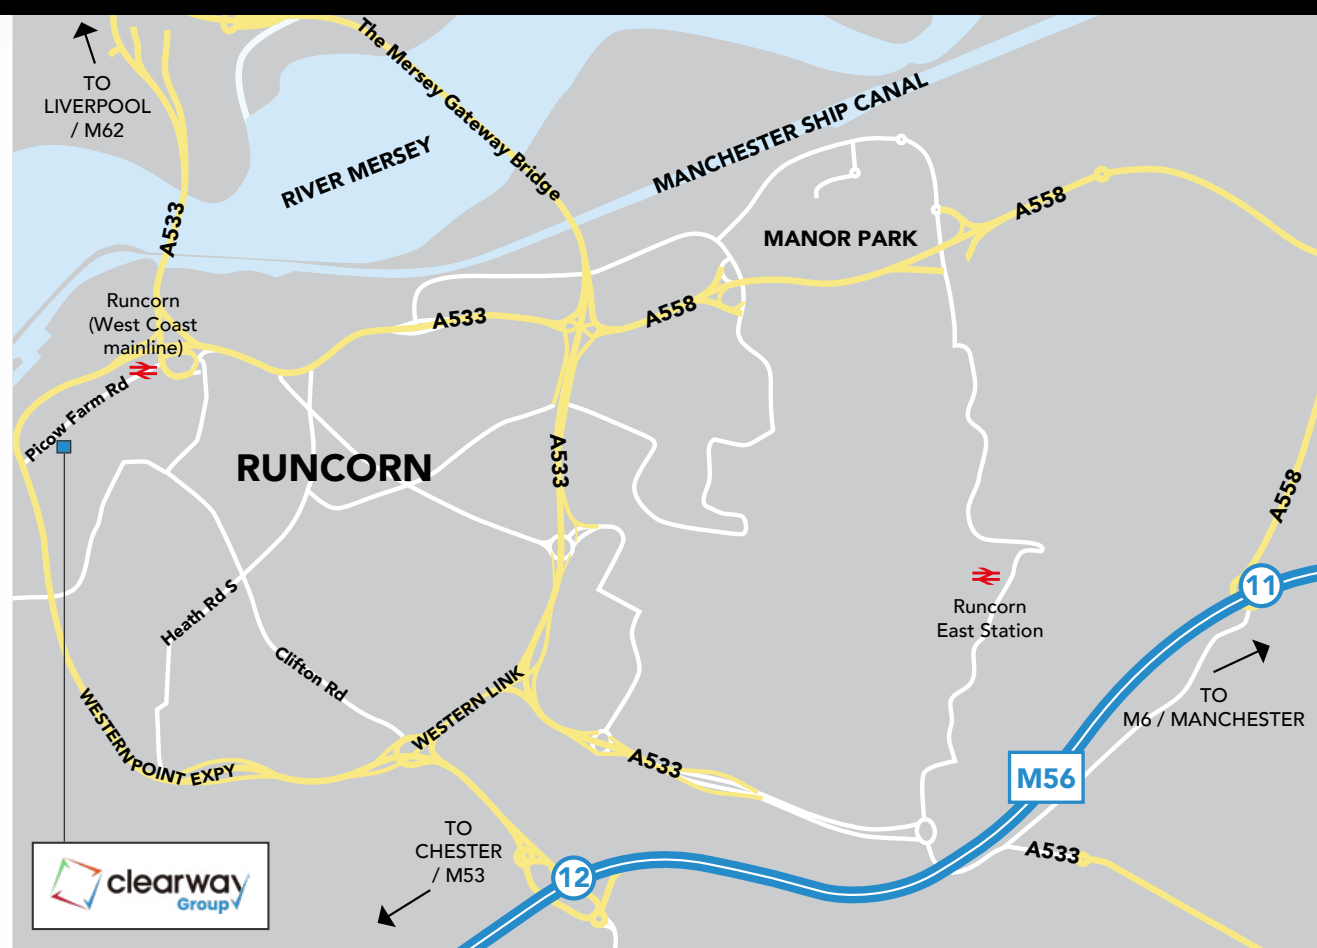 The Mersey Gateway Bridge
TO
LIVERPOOL
/ M62
RIVER MERSEY
MANCHESTER SHIP CANAL
A533
MANOR PARK
A558
Runcorn
(West Coast
mainline)
A533
A558
Picow Farm Rd
RUNCORN
A533
A558
11
Runcorn
East Station
Heath Rd S
Clifton Rd
WESTERN LINK
TO
M6 / MANCHESTER
WESTERN POINT EXPY
A533
M56
TO
CHESTER
/ M53
A533
12
clearway
Group